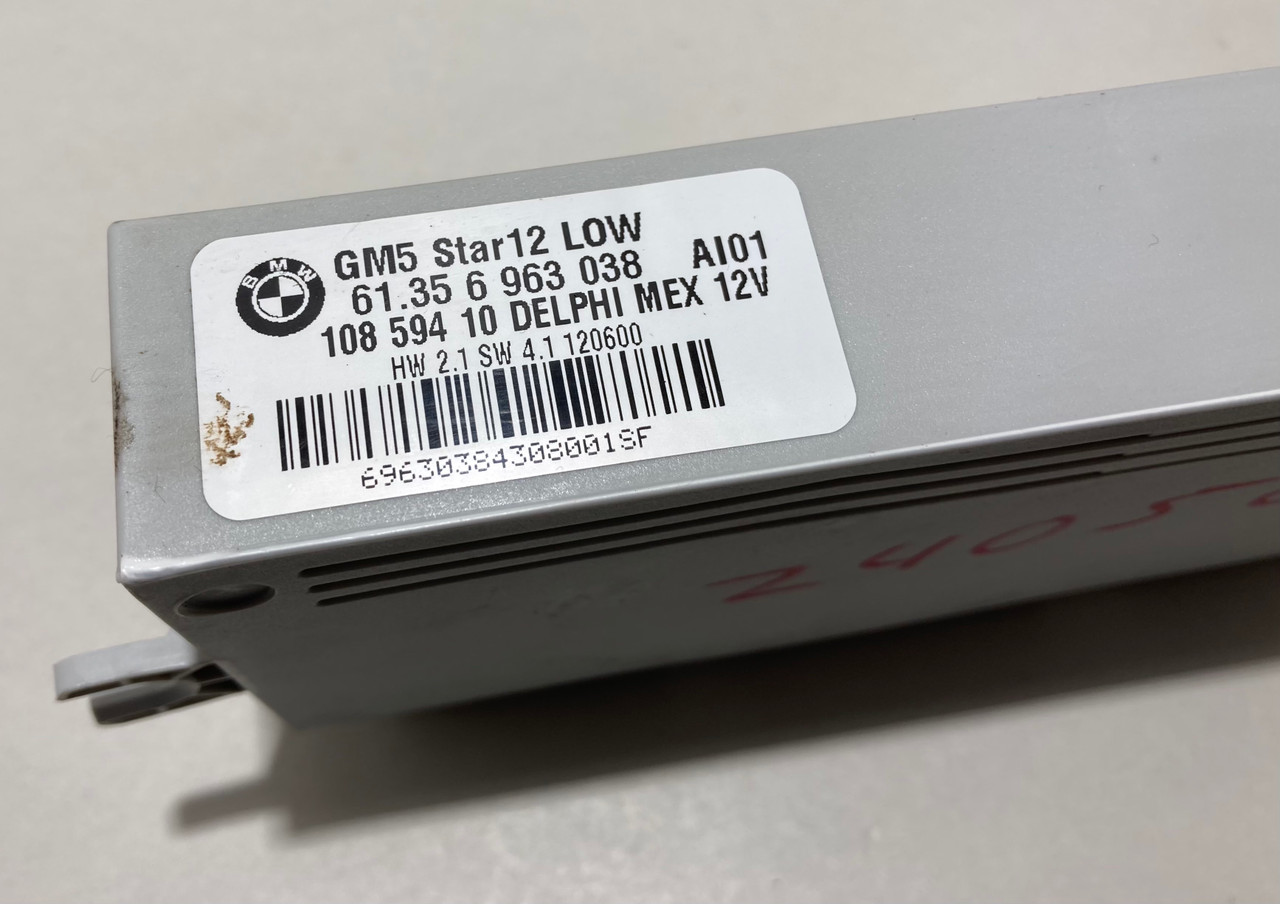 BMW
GM5 Star12 LOW
61.35 6 963 038 AI01
108 594 10 DELPHI MEX 12V
HW 2.1 SW 4.1 120600
69630384308001SF